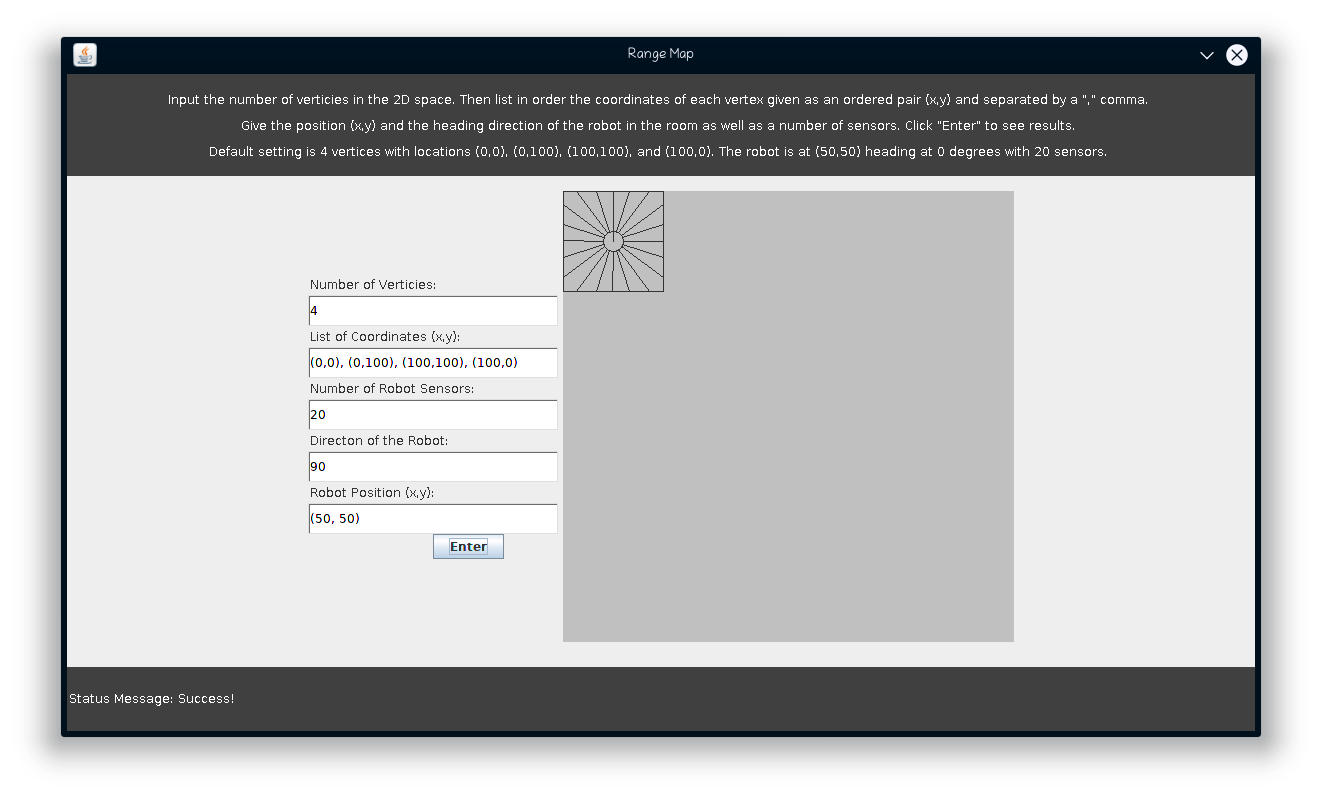 Range Map
Input the number of verticies in the 2D space. Then list in order the coordinates of each vertex given as an ordered pair (x,y) and separated by a "," comma.
Give the position (x,y) and the heading direction of the robot in the room as well as a number of sensors. Click "Enter" to see results.
Default setting is 4 vertices with locations (0,0), (0,100), (100,100), and (100,0). The robot is at (50,50) heading at 0 degrees with 20 sensors.
Number of Verticies:
4
List of Coordinates (x,y):
(0,0), (0,100), (100,100), (100,0)
Number of Robot Sensors:
20
Directon of the Robot:
90
Robot Position (x,y):
(50, 50)
Enter
Status Message: Success!